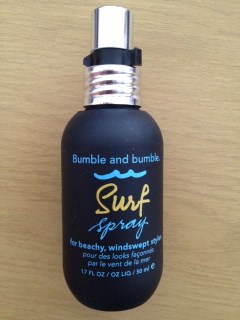 Bumble and bumble.
Surf
spray
for beachy, windswept styles
pour des looks façonnés
par le vent de la mer
1.7 FL OZ / OZ LIQ / 50 ml e